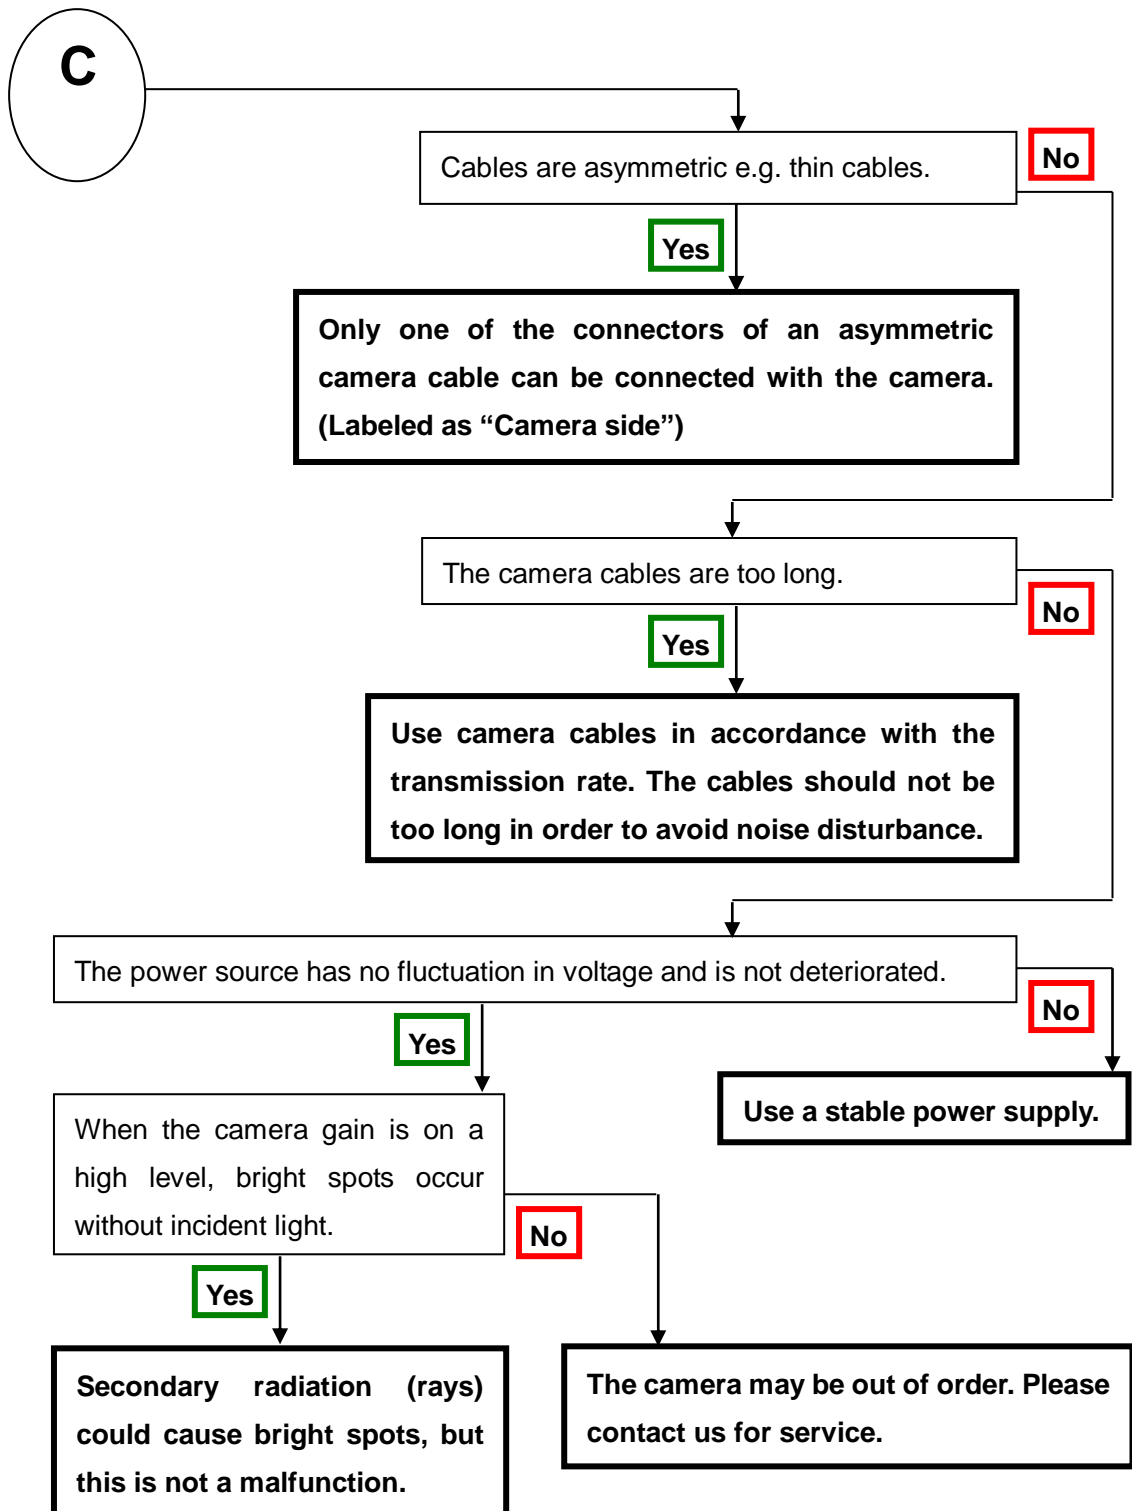 C
Cables are asymmetric e.g. thin cables.
No
Yes
Only one of the connectors of an asymmetric
camera cable can be connected with the camera.
(Labeled as “Camera side”)
The camera cables are too long.
No
Yes
Use camera cables in accordance with the
transmission rate. The cables should not be
too long in order to avoid noise disturbance.
The power source has no fluctuation in voltage and is not deteriorated.
No
Yes
Use a stable power supply.
When the camera gain is on a
high level, bright spots occur
without incident light.
No
Yes
Secondary radiation (rays)
could cause bright spots, but
this is not a malfunction.
The camera may be out of order. Please
contact us for service.